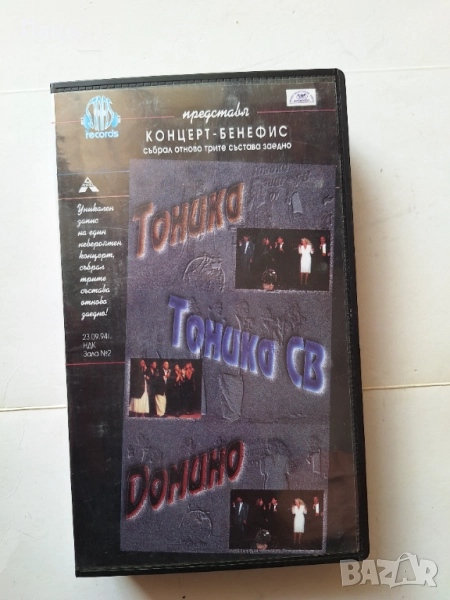 records
представя
КОНЦЕРТ-БЕНЕФИС
събрал отново трите състава заедно
Уникален
запис
на един
невероятен
концерт,
събрал
трите
състава
отново
заедно!
23.09.94г.
НДК
Зала №2
Тоника
Тоника СВ
Домино
BAZAR
bg